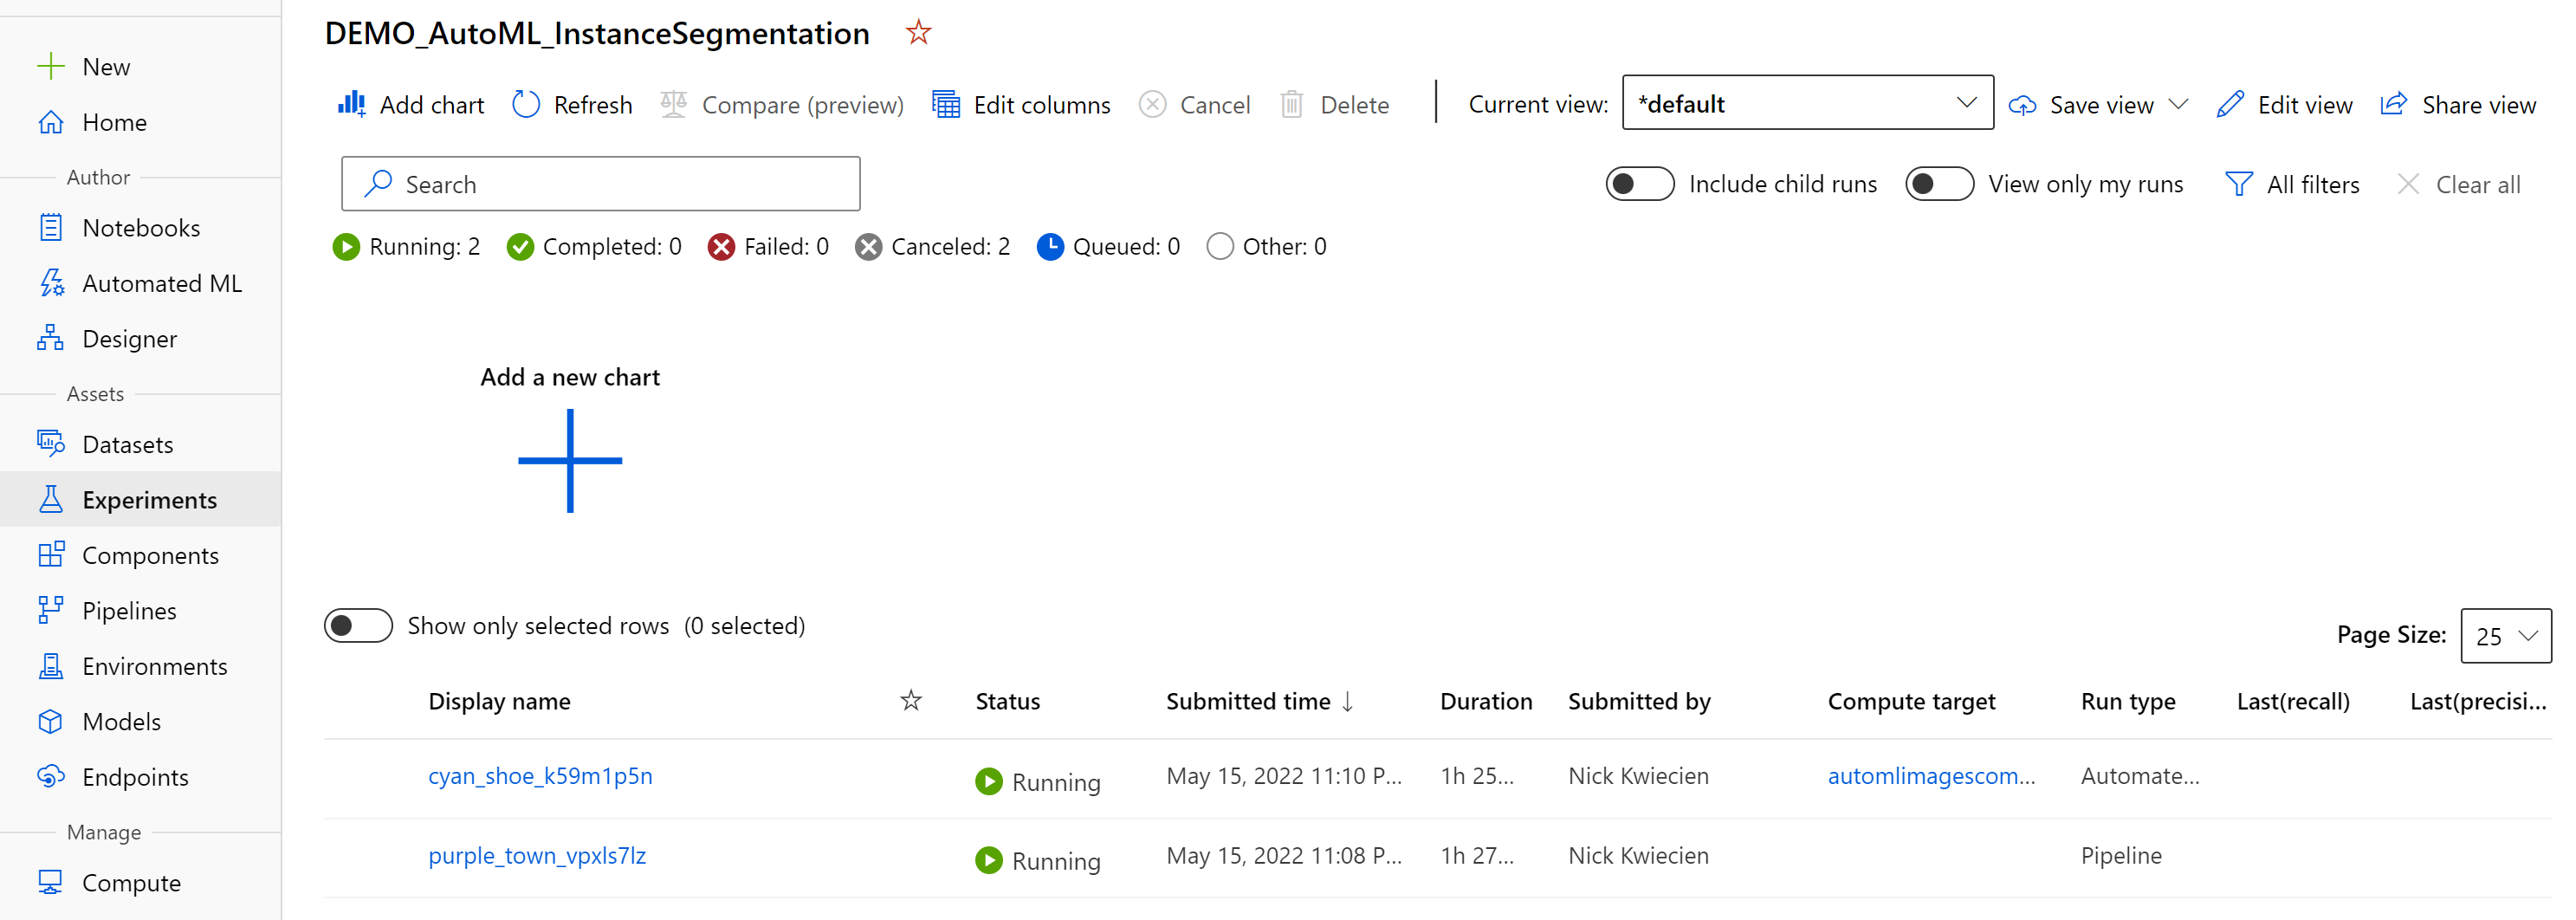 New
Home
Author
Notebooks
Automated ML
Designer
Assets
Datasets
Experiments
Components
Pipelines
Environments
Models
Endpoints
Manage
Compute
DEMO_AutoML_InstanceSegmentation
Add chart Refresh Compare (preview) Edit columns Cancel Delete Current view: *default Save view Edit view Share view
Search Include child runs View only my runs All filters Clear all
Running: 2 Completed: 0 Failed: 0 Canceled: 2 Queued: 0 Other: 0
Add a new chart
Show only selected rows (0 selected) Page Size: 25
Display name Status Submitted time ↓ Duration Submitted by Compute target Run type Last(recall) Last(precisi...
cyan_shoe_k59m1p5n Running May 15, 2022 11:10 P... 1h 25... Nick Kwiecien automlimagescom... Automate...
purple_town_vpxls7lz Running May 15, 2022 11:08 P... 1h 27... Nick Kwiecien Pipeline